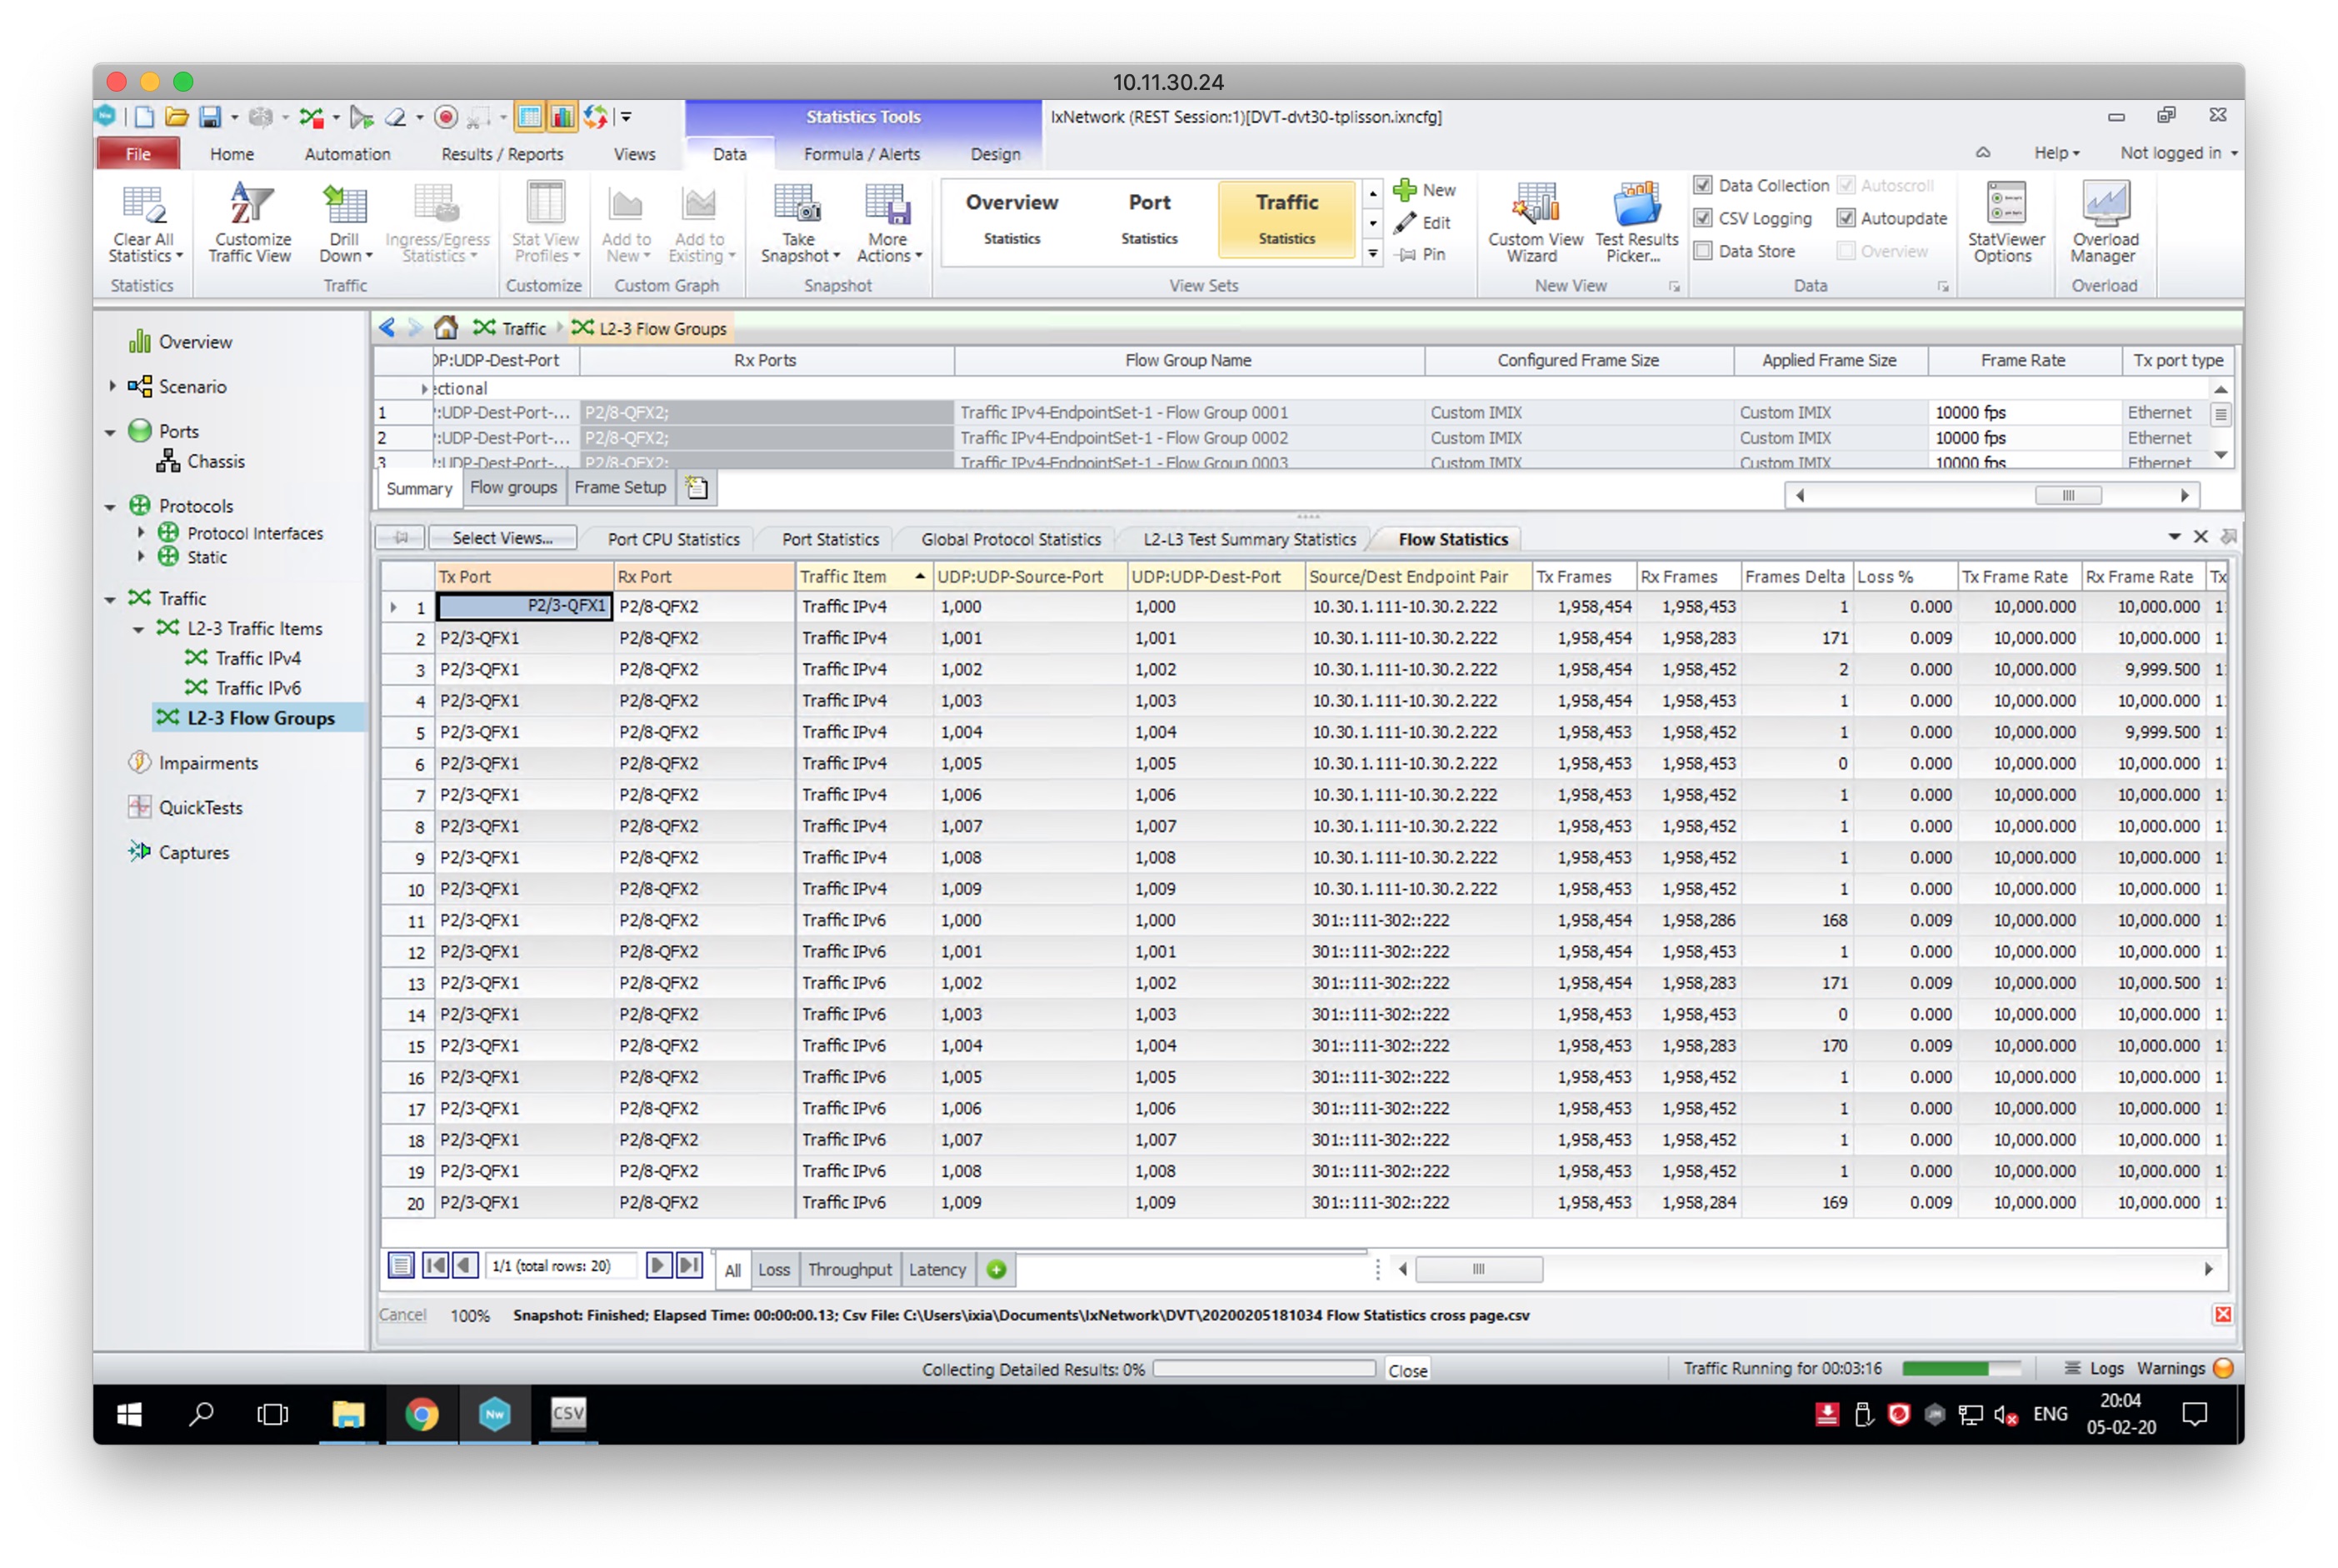 10.11.30.24
Statistics Tools
IxNetwork (REST Session:1)[DVT-dvt30-tplisson.ixncfg]
File Home Automation Results / Reports Views Data Formula / Alerts Design Help Not logged in
Clear All Statistics
Customize Traffic View
Drill Down
Ingress/Egress Statistics
Stat View Profiles
Add to New
Add to Existing
Take Snapshot
More Actions
Overview Statistics
Port Statistics
Traffic Statistics
New
Edit
Pin
Custom View Wizard
Test Results Picker...
Data Collection Autoscroll
CSV Logging Autoupdate
Data Store Overview
StatViewer Options
Overload Manager
Statistics Traffic Customize Custom Graph Snapshot View Sets New View Data Overload
Overview
Scenario
Ports
Chassis
Protocols
Protocol Interfaces
Static
Traffic
L2-3 Traffic Items
Traffic IPv4
Traffic IPv6
L2-3 Flow Groups
Impairments
QuickTests
Captures
Traffic L2-3 Flow Groups
:UDP-Dest-Port Rx Ports Flow Group Name Configured Frame Size Applied Frame Size Frame Rate Tx port type
ectional
1 :UDP-Dest-Port-... P2/8-QFX2; Traffic IPv4-EndpointSet-1 - Flow Group 0001 Custom IMIX Custom IMIX 10000 fps Ethernet
2 :UDP-Dest-Port-... P2/8-QFX2; Traffic IPv4-EndpointSet-1 - Flow Group 0002 Custom IMIX Custom IMIX 10000 fps Ethernet
3 :UDP-Dest-Port-... P2/8-QFX2; Traffic IPv4-EndpointSet-1 - Flow Group 0003 Custom IMIX Custom IMIX 10000 fps Ethernet
Summary Flow groups Frame Setup
Select Views... Port CPU Statistics Port Statistics Global Protocol Statistics L2-L3 Test Summary Statistics Flow Statistics
Tx Port Rx Port Traffic Item UDP:UDP-Source-Port UDP:UDP-Dest-Port Source/Dest Endpoint Pair Tx Frames Rx Frames Frames Delta Loss % Tx Frame Rate Rx Frame Rate Tx
1 P2/3-QFX1 P2/8-QFX2 Traffic IPv4 1,000 1,000 10.30.1.111-10.30.2.222 1,958,454 1,958,453 1 0.000 10,000.000 10,000.000 1
2 P2/3-QFX1 P2/8-QFX2 Traffic IPv4 1,001 1,001 10.30.1.111-10.30.2.222 1,958,454 1,958,283 171 0.009 10,000.000 10,000.000 1
3 P2/3-QFX1 P2/8-QFX2 Traffic IPv4 1,002 1,002 10.30.1.111-10.30.2.222 1,958,454 1,958,452 2 0.000 10,000.000 9,999.500 1
4 P2/3-QFX1 P2/8-QFX2 Traffic IPv4 1,003 1,003 10.30.1.111-10.30.2.222 1,958,454 1,958,453 1 0.000 10,000.000 10,000.000 1
5 P2/3-QFX1 P2/8-QFX2 Traffic IPv4 1,004 1,004 10.30.1.111-10.30.2.222 1,958,453 1,958,452 1 0.000 10,000.000 9,999.500 1
6 P2/3-QFX1 P2/8-QFX2 Traffic IPv4 1,005 1,005 10.30.1.111-10.30.2.222 1,958,453 1,958,453 0 0.000 10,000.000 10,000.000 1
7 P2/3-QFX1 P2/8-QFX2 Traffic IPv4 1,006 1,006 10.30.1.111-10.30.2.222 1,958,453 1,958,452 1 0.000 10,000.000 10,000.000 1
8 P2/3-QFX1 P2/8-QFX2 Traffic IPv4 1,007 1,007 10.30.1.111-10.30.2.222 1,958,453 1,958,452 1 0.000 10,000.000 10,000.000 1
9 P2/3-QFX1 P2/8-QFX2 Traffic IPv4 1,008 1,008 10.30.1.111-10.30.2.222 1,958,453 1,958,452 1 0.000 10,000.000 10,000.000 1
10 P2/3-QFX1 P2/8-QFX2 Traffic IPv4 1,009 1,009 10.30.1.111-10.30.2.222 1,958,453 1,958,452 1 0.000 10,000.000 10,000.000 1
11 P2/3-QFX1 P2/8-QFX2 Traffic IPv6 1,000 1,000 301::111-302::222 1,958,454 1,958,286 168 0.009 10,000.000 10,000.000 1
12 P2/3-QFX1 P2/8-QFX2 Traffic IPv6 1,001 1,001 301::111-302::222 1,958,454 1,958,453 1 0.000 10,000.000 10,000.000 1
13 P2/3-QFX1 P2/8-QFX2 Traffic IPv6 1,002 1,002 301::111-302::222 1,958,454 1,958,283 171 0.009 10,000.000 10,000.500 1
14 P2/3-QFX1 P2/8-QFX2 Traffic IPv6 1,003 1,003 301::111-302::222 1,958,453 1,958,453 0 0.000 10,000.000 10,000.000 1
15 P2/3-QFX1 P2/8-QFX2 Traffic IPv6 1,004 1,004 301::111-302::222 1,958,453 1,958,283 170 0.009 10,000.000 10,000.000 1
16 P2/3-QFX1 P2/8-QFX2 Traffic IPv6 1,005 1,005 301::111-302::222 1,958,453 1,958,452 1 0.000 10,000.000 10,000.000 1
17 P2/3-QFX1 P2/8-QFX2 Traffic IPv6 1,006 1,006 301::111-302::222 1,958,453 1,958,452 1 0.000 10,000.000 10,000.000 1
18 P2/3-QFX1 P2/8-QFX2 Traffic IPv6 1,007 1,007 301::111-302::222 1,958,453 1,958,452 1 0.000 10,000.000 10,000.000 1
19 P2/3-QFX1 P2/8-QFX2 Traffic IPv6 1,008 1,008 301::111-302::222 1,958,453 1,958,452 1 0.000 10,000.000 10,000.000 1
20 P2/3-QFX1 P2/8-QFX2 Traffic IPv6 1,009 1,009 301::111-302::222 1,958,453 1,958,284 169 0.009 10,000.000 10,000.000 1
1/1 (total rows: 20) All Loss Throughput Latency
Cancel 100% Snapshot: Finished; Elapsed Time: 00:00:00.13; Csv File: C:\Users\ixia\Documents\IxNetwork\DVT\20200205181034 Flow Statistics cross page.csv
Collecting Detailed Results: 0% Close Traffic Running for 00:03:16 Logs Warnings
Nw CSV ENG 20:04
05-02-20